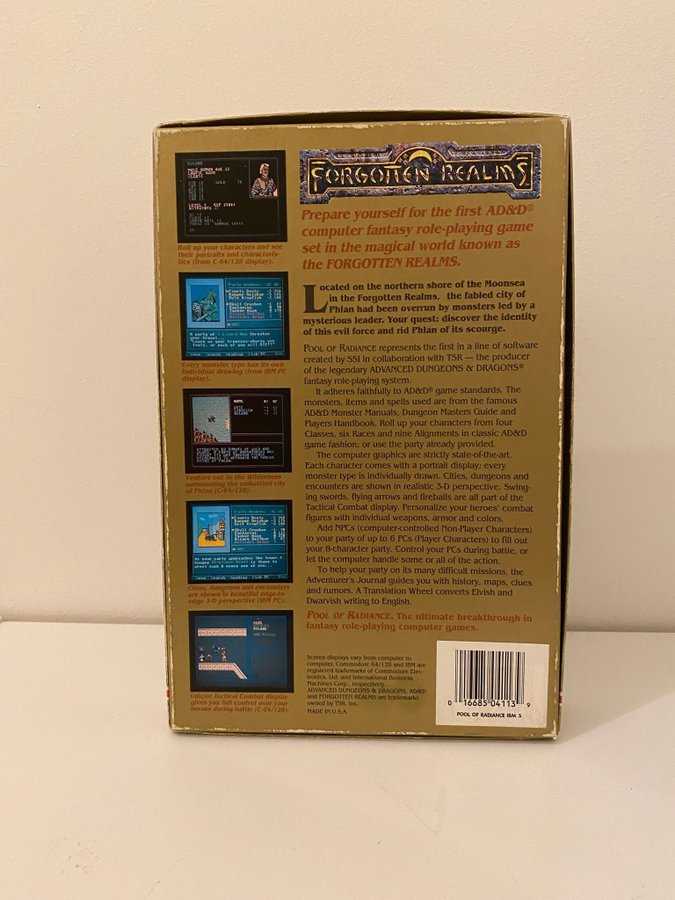 Roll up your characters and see
their portraits and characteris-
tics (from C-64/128 display).
Every monster type has its own
individual drawing (from IBM PC
display).
Venture out to the Wilderness
surrounding the embattled city
of Phlan (C-64/128).
Cities, dungeons and encounters
are shown in beautiful edge-to-
edge 3-D perspective (IBM PC).
Unique Tactical Combat display
gives you full control over your
heroes during battle (C-64/128).
FORGOTTEN REALMS
Prepare yourself for the first AD&D®
computer fantasy role-playing game
set in the magical world known as
the FORGOTTEN REALMS.
Located on the northern shore of the Moonsea
in the Forgotten Realms, the fabled city of
Phlan had been overrun by monsters led by a
mysterious leader. Your quest: discover the identity
of this evil force and rid Phlan of its scourge.
POOL OF RADIANCE represents the first in a line of software
created by SSI in collaboration with TSR — the producer
of the legendary ADVANCED DUNGEONS & DRAGONS®
fantasy role-playing system.
It adheres faithfully to AD&D® game standards. The
monsters, items and spells used are from the famous
AD&D Monster Manuals, Dungeon Masters Guide and
Players Handbook. Roll up your characters from four
Classes, six Races and nine Alignments in classic AD&D
game fashion; or use the party already provided.
The computer graphics are strictly state-of-the-art.
Each character comes with a portrait display; every
monster type is individually drawn. Cities, dungeons and
encounters are shown in realistic 3-D perspective. Swing-
ing swords, flying arrows and fireballs are all part of the
Tactical Combat display. Personalize your heroes' combat
figures with individual weapons, armor and colors.
Add NPCs (computer-controlled Non-Player Characters)
to your party of up to 6 PCs (Player Characters) to fill out
your 8-character party. Control your PCs during battle, or
let the computer handle some or all of the action.
To help your party on its many difficult missions, the
Adventurer's Journal guides you with history, maps, clues
and rumors. A Translation Wheel converts Elvish and
Dwarvish writing to English.
POOL OF RADIANCE. The ultimate breakthrough in
fantasy role-playing computer games.
Screen displays vary from computer to
computer. Commodore 64/128 and IBM are
registered trademarks of Commodore Elec-
tronics, Ltd. and International Business
Machines Corp., respectively.
ADVANCED DUNGEONS & DRAGONS, AD&D
and FORGOTTEN REALMS are trademarks
owned by TSR, Inc.
MADE IN U.S.A.
0 16685 04113 9
POOL OF RADIANCE IBM 5